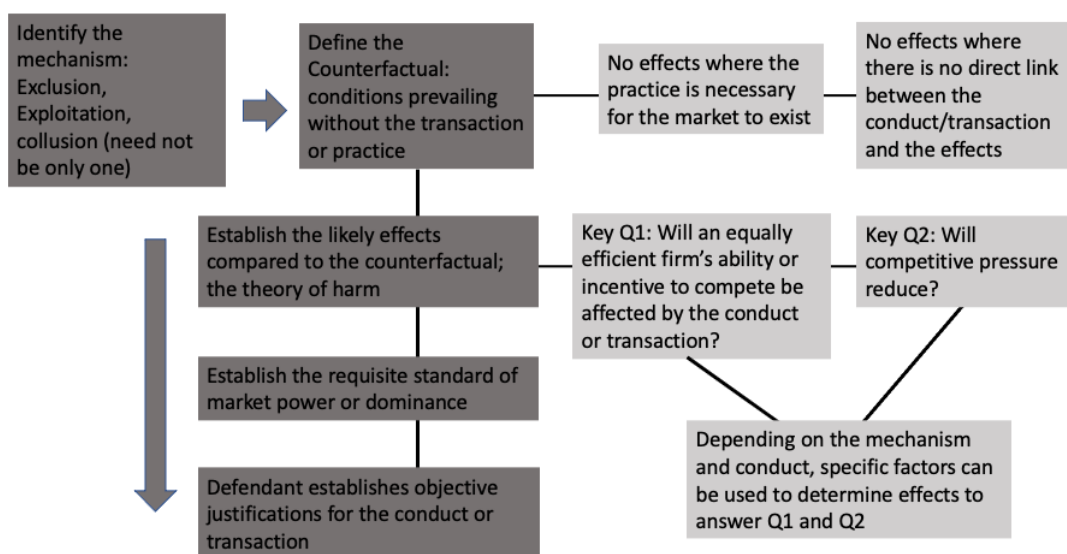 Identify the
mechanism:
Exclusion,
Exploitation,
collusion (need not
be only one)
Define the
Counterfactual:
conditions prevailing
without the transaction
or practice
No effects where the
practice is necessary
for the market to exist
No effects where
there is no direct link
between the
conduct/transaction
and the effects
Establish the likely effects
compared to the counterfactual;
the theory of harm
Key Q1: Will an equally
efficient firm’s ability or
incentive to compete be
affected by the conduct
or transaction?
Key Q2: Will
competitive pressure
reduce?
Establish the requisite standard of
market power or dominance
Depending on the mechanism
and conduct, specific factors can
be used to determine effects to
answer Q1 and Q2
Defendant establishes objective
justifications for the conduct or
transaction